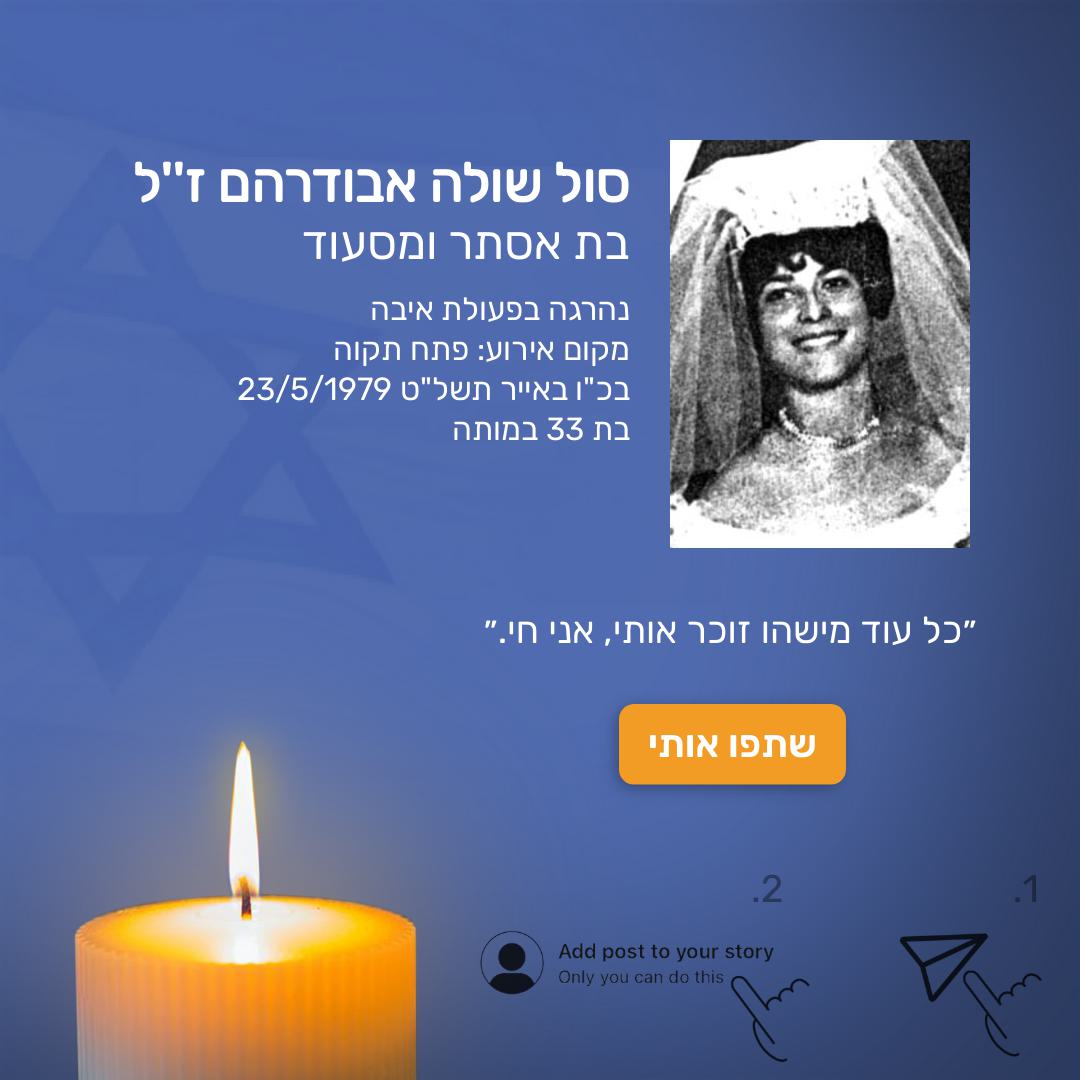 סול שולה אבודרהם ז"ל
בת אסתר ומסעוד
נהרגה בפעולת איבה
מקום אירוע: פתח תקוה
בכ"ו באייר תשל"ט 23/5/1979
בת 33 במותה
"כל עוד מישהו זוכר אותי, אני חי."
שתפו אותי
1.
2.
Add post to your story
Only you can do this